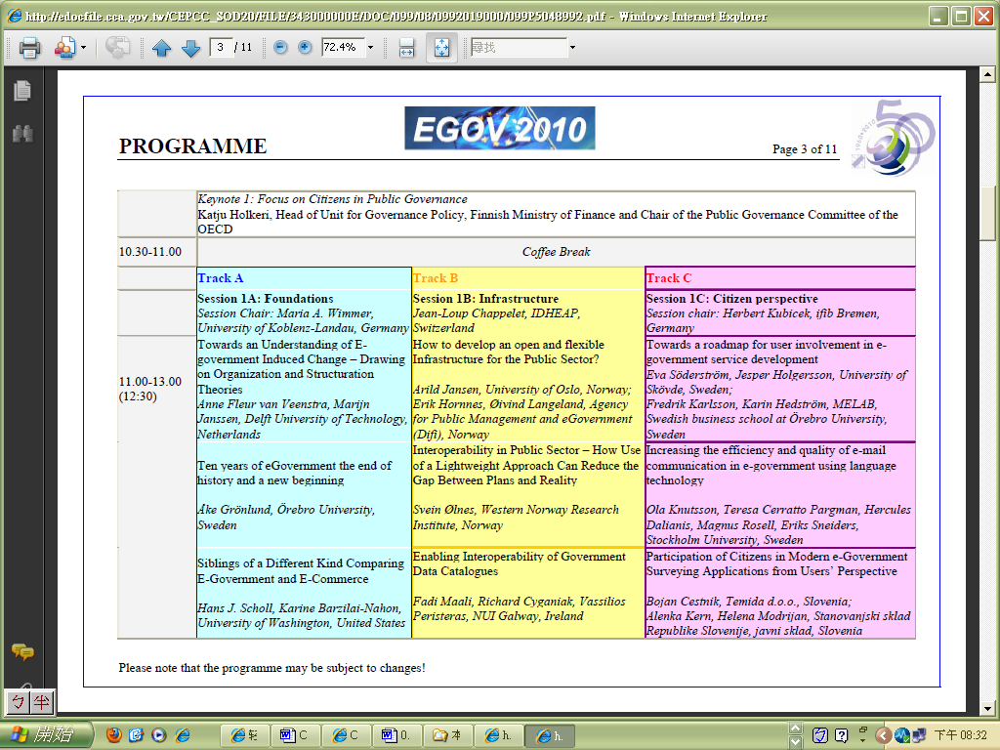 http://edocfile.cca.gov.tw/CEPCC_SOD20/FILE/343000000E/DOC/099/08/0992019000/099P5048992.pdf - Windows Internet Explorer
3 / 11
72.4%
尋找
PROGRAMME
EGOV 2010
1960-2010
50
Page 3 of 11
Keynote 1: Focus on Citizens in Public Governance
Katju Holkeri, Head of Unit for Governance Policy, Finnish Ministry of Finance and Chair of the Public Governance Committee of the
OECD
10.30-11.00
Coffee Break
Track A
Track B
Track C
11.00-13.00
(12:30)
Session 1A: Foundations
Session Chair: Maria A. Wimmer,
University of Koblenz-Landau, Germany
Session 1B: Infrastructure
Jean-Loup Chappelet, IDHEAP,
Switzerland
Session 1C: Citizen perspective
Session chair: Herbert Kubicek, ifib Bremen,
Germany
Towards an Understanding of E-
government Induced Change – Drawing
on Organization and Structuration
Theories
Anne Fleur van Veenstra, Marijn
Janssen, Delft University of Technology,
Netherlands
How to develop an open and flexible
Infrastructure for the Public Sector?
Arild Jansen, University of Oslo, Norway;
Erik Hornnes, Øivind Langeland, Agency
for Public Management and eGovernment
(Difi), Norway
Towards a roadmap for user involvement in e-
government service development
Eva Söderström, Jesper Holgersson, University of
Skövde, Sweden;
Fredrik Karlsson, Karin Hedström, MELAB,
Swedish business school at Örebro University,
Sweden
Ten years of eGovernment the end of
history and a new beginning
Åke Grönlund, Örebro University,
Sweden
Interoperability in Public Sector – How Use
of a Lightweight Approach Can Reduce the
Gap Between Plans and Reality
Svein Ølnes, Western Norway Research
Institute, Norway
Increasing the efficiency and quality of e-mail
communication in e-government using language
technology
Ola Knutsson, Teresa Cerratto Pargman, Hercules
Dalianis, Magnus Rosell, Eriks Sneiders,
Stockholm University, Sweden
Siblings of a Different Kind Comparing
E-Government and E-Commerce
Hans J. Scholl, Karine Barzilai-Nahon,
University of Washington, United States
Enabling Interoperability of Government
Data Catalogues
Fadi Maali, Richard Cyganiak, Vassilios
Peristeras, NUI Galway, Ireland
Participation of Citizens in Modern e-Government
Surveying Applications from Users’ Perspective
Bojan Cestnik, Temida d.o.o., Slovenia;
Alenka Kern, Helena Modrijan, Stanovanjski sklad
Republike Slovenije, javni sklad, Slovenia
Please note that the programme may be subject to changes!
ㄅ 半
開始
C
C
0.
本
h.
h.
下午 08:32